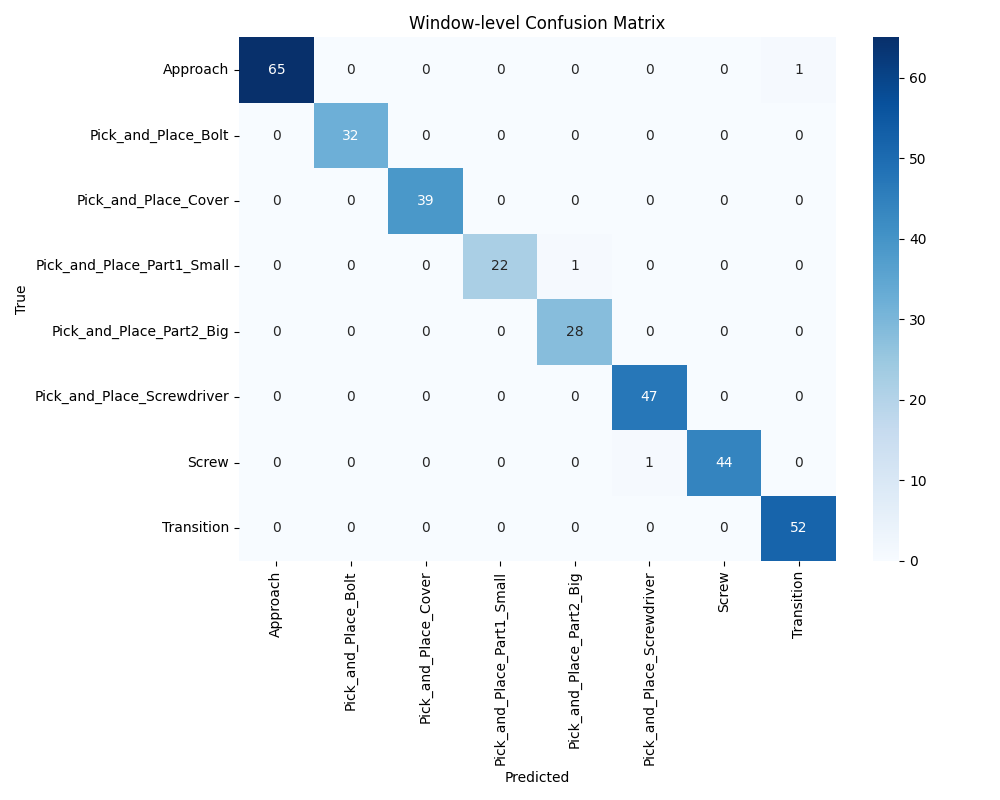 Window-level Confusion Matrix
True
Approach 65 0 0 0 0 0 0 1
Pick_and_Place_Bolt 0 32 0 0 0 0 0 0
Pick_and_Place_Cover 0 0 39 0 0 0 0 0
Pick_and_Place_Part1_Small 0 0 0 22 1 0 0 0
Pick_and_Place_Part2_Big 0 0 0 0 28 0 0 0
Pick_and_Place_Screwdriver 0 0 0 0 0 47 0 0
Screw 0 0 0 0 0 1 44 0
Transition 0 0 0 0 0 0 0 52
Approach
Pick_and_Place_Bolt
Pick_and_Place_Cover
Pick_and_Place_Part1_Small
Pick_and_Place_Part2_Big
Pick_and_Place_Screwdriver
Screw
Transition
Predicted
60
50
40
30
20
10
0